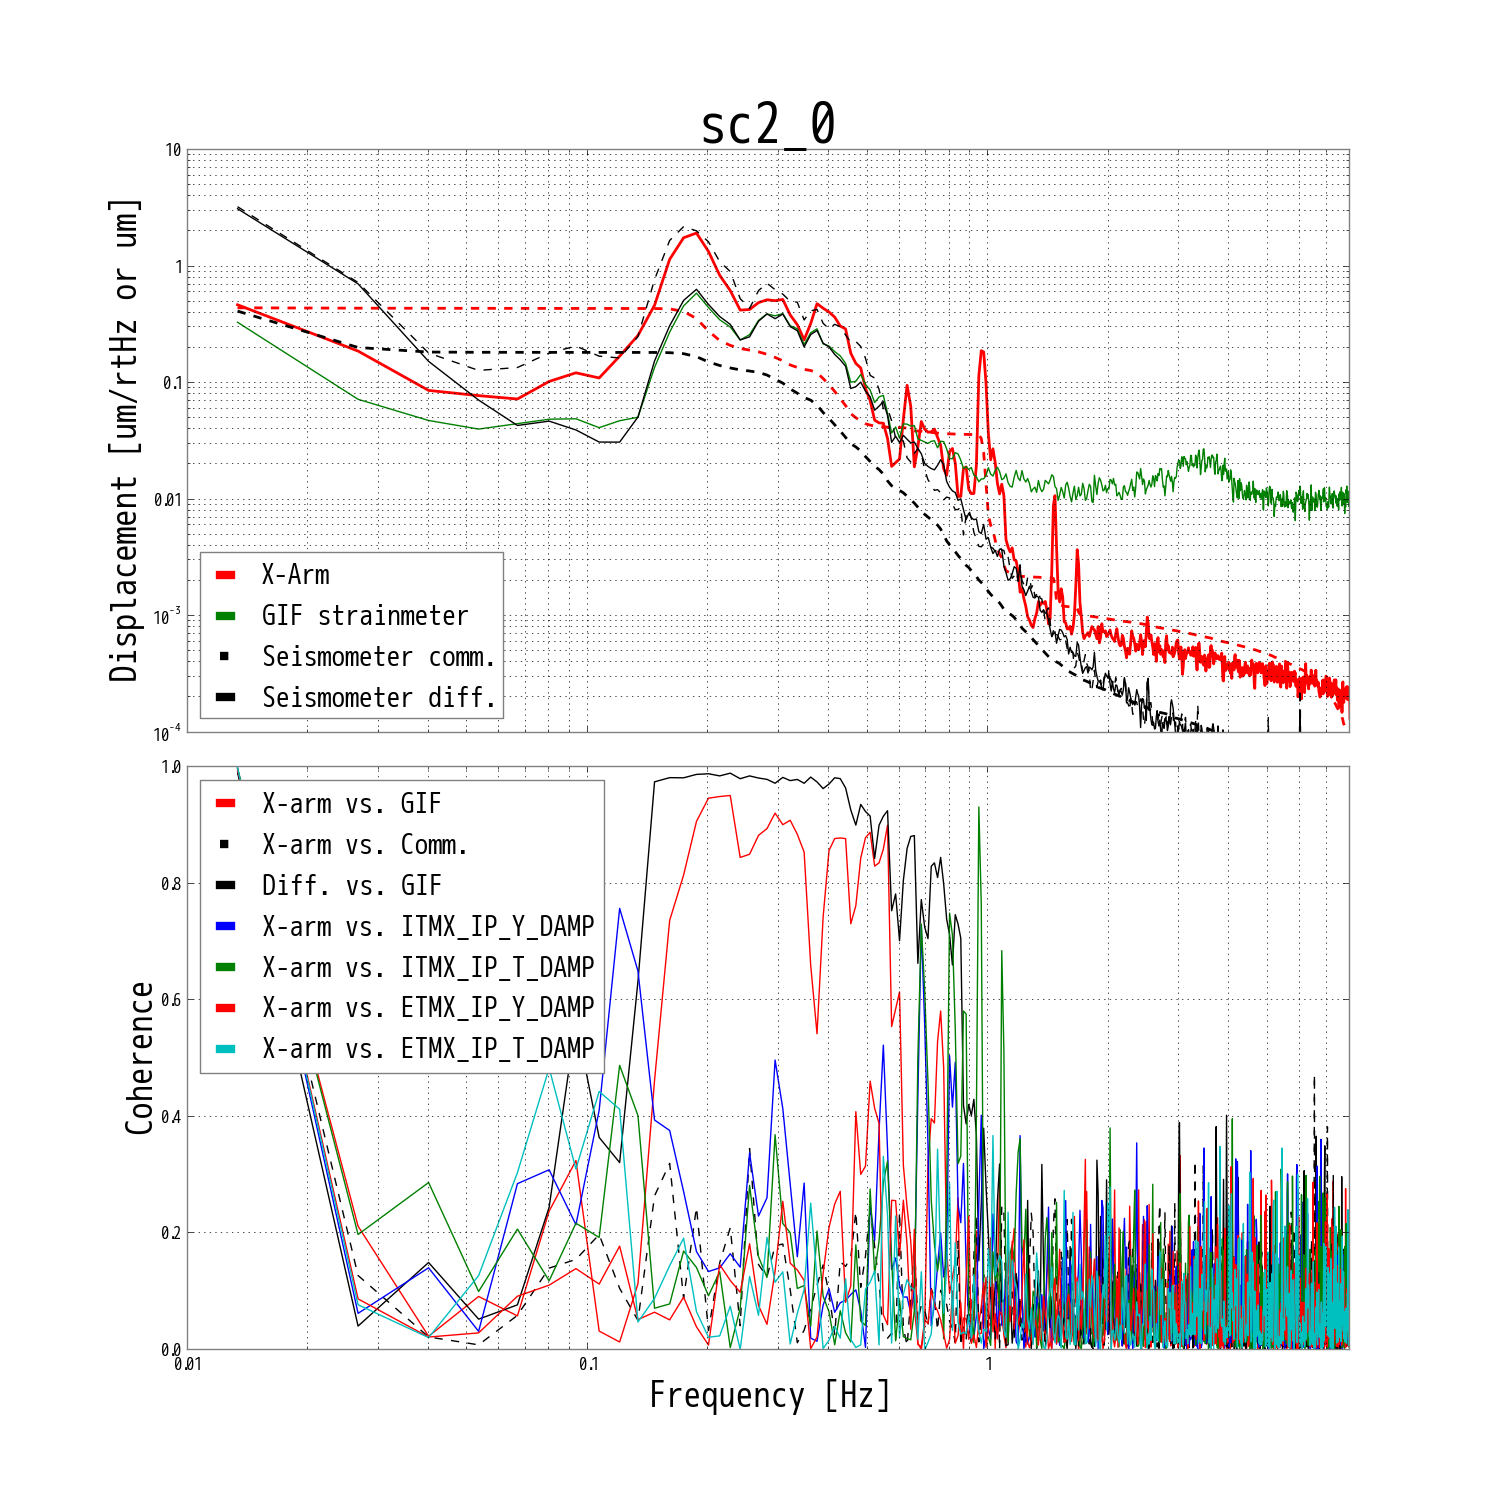 sc2_0
Displacement [um/rtHz or um]
10
1
0.1
0.01
10^-3
10^-4
X-Arm
GIF strainmeter
Seismometer comm.
Seismometer diff.
Coherence
1.0
0.8
0.6
0.4
0.2
0.0
X-arm vs. GIF
X-arm vs. Comm.
Diff. vs. GIF
X-arm vs. ITMX_IP_Y_DAMP
X-arm vs. ITMX_IP_T_DAMP
X-arm vs. ETMX_IP_Y_DAMP
X-arm vs. ETMX_IP_T_DAMP
0.01 0.1 1
Frequency [Hz]